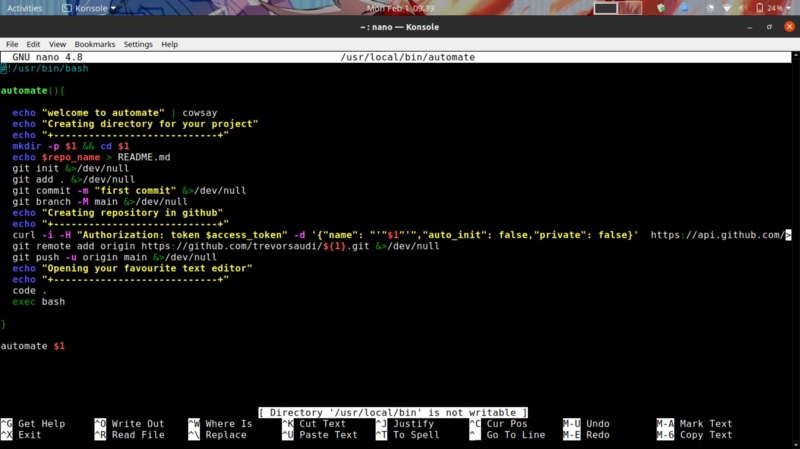 Activities Konsole Mon Feb 1 09:39 24%
~ : nano — Konsole
File Edit View Bookmarks Settings Help
GNU nano 4.8 /usr/local/bin/automate
#!/usr/bin/bash
automate(){
echo "welcome to automate" | cowsay
echo "Creating directory for your project"
echo "+---------------------------+"
mkdir -p $1 && cd $1
echo $repo_name > README.md
git init &>/dev/null
git add . &>/dev/null
git commit -m "first commit" &>/dev/null
git branch -M main &>/dev/null
echo "Creating repository in github"
echo "+---------------------------+"
curl -i -H "Authorization: token $access_token" -d '{"name": "'"$1"'","auto_init": false,"private": false}' https://api.github.com/>
git remote add origin https://github.com/trevorsaudi/${1}.git &>/dev/null
git push -u origin main &>/dev/null
echo "Opening your favourite text editor"
echo "+---------------------------+"
code .
exec bash
}
automate $1
[ Directory '/usr/local/bin' is not writable ]
^G Get Help ^O Write Out ^W Where Is ^K Cut Text ^J Justify ^C Cur Pos M-U Undo M-A Mark Text
^X Exit ^R Read File ^\ Replace ^U Paste Text ^T To Spell ^_ Go To Line M-E Redo M-6 Copy Text